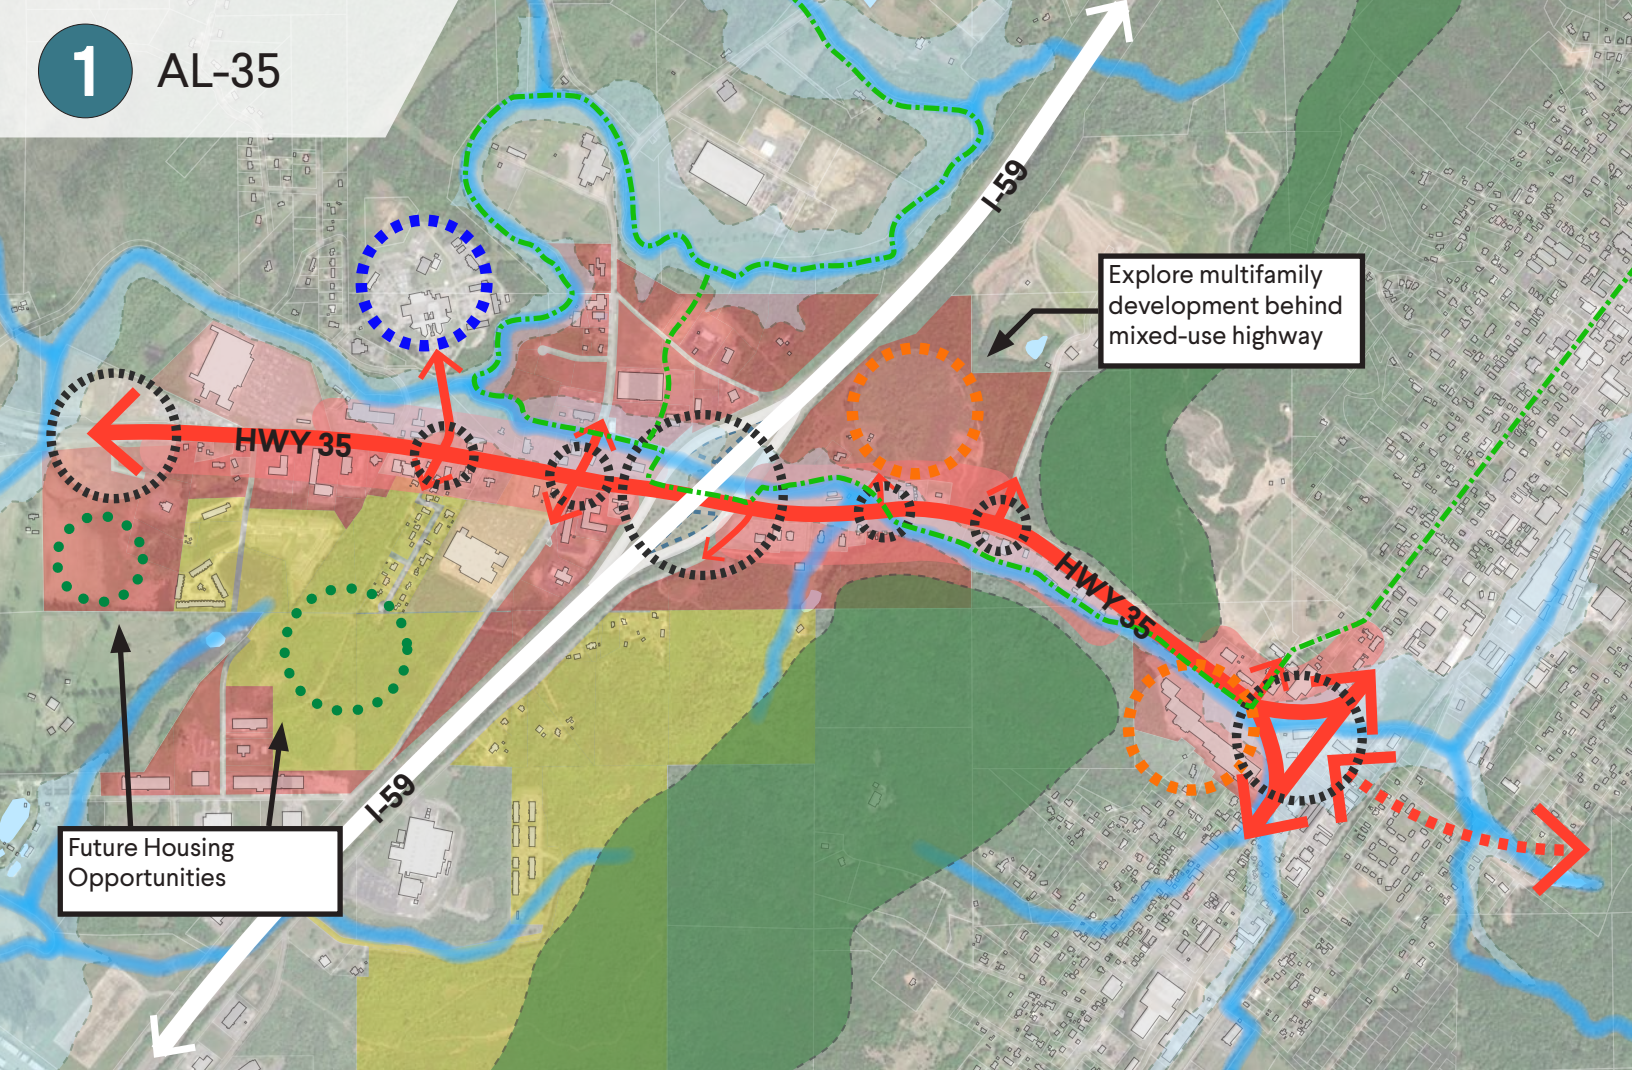 1 AL-35
I-59
Explore multifamily
development behind
mixed-use highway
HWY 35
HWY 35
I-59
Future Housing
Opportunities